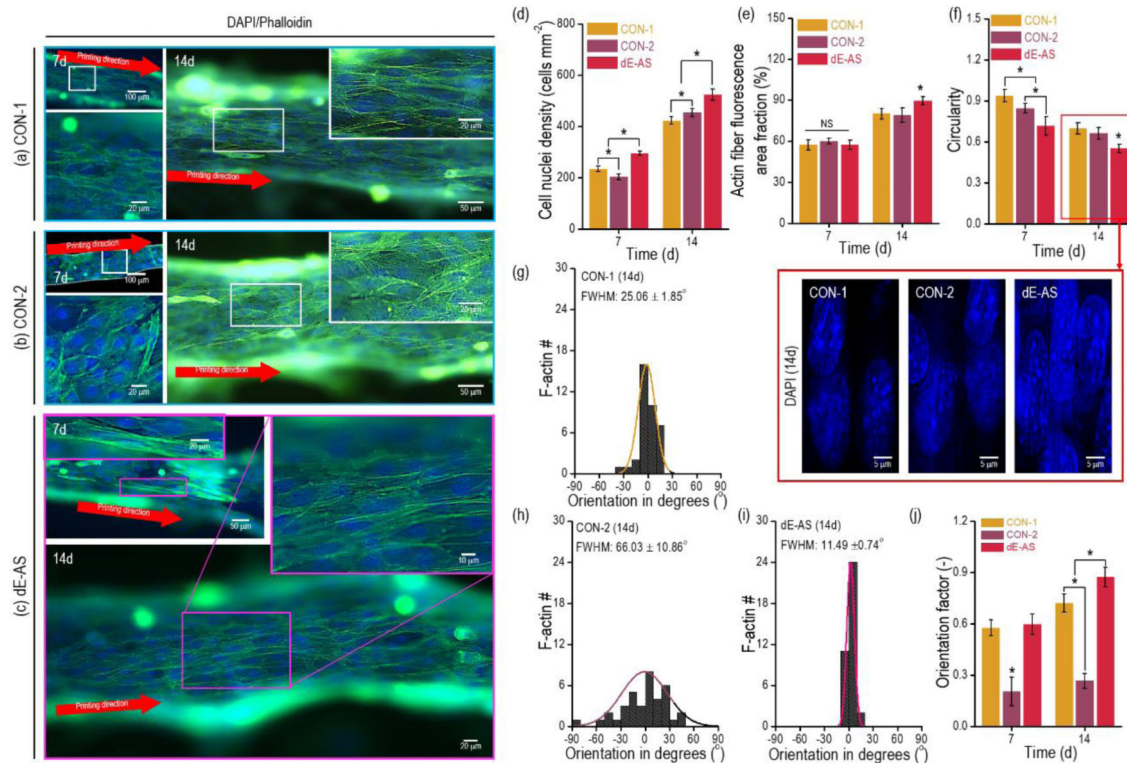 DAPI/Phalloidin
(a) CON-1
7d
Printing direction
100 µm
20 µm
14d
Printing direction
20 µm
50 µm
(b) CON-2
Printing direction
7d
100 µm
20 µm
14d
Printing direction
20 µm
50 µm
(c) dE-AS
7d
20 µm
Printing direction
50 µm
10 µm
14d
Printing direction
20 µm
(d)
CON-1
CON-2
dE-AS
Cell nuclei density (cells mm⁻²)
800
600
400
200
0
* * * *
7 14
Time (d)
(e)
CON-1
CON-2
dE-AS
Actin fiber fluorescence
area fraction (%)
150
120
90
60
30
0
NS
*
7 14
Time (d)
(f)
CON-1
CON-2
dE-AS
Circularity
1.5
1.2
0.9
0.6
0.3
0.0
* * *
7 14
Time (d)
DAPI (14d)
CON-1
5 µm
CON-2
5 µm
dE-AS
5 µm
(g)
CON-1 (14d)
FWHM: 25.06 ± 1.85°
F-actin #
30
24
18
12
6
0
-90 -60 -30 0 30 60 90
Orientation in degrees (°)
(h)
CON-2 (14d)
FWHM: 66.03 ± 10.86°
F-actin #
30
24
18
12
6
0
-90 -60 -30 0 30 60 90
Orientation in degrees (°)
(i)
dE-AS (14d)
FWHM: 11.49 ±0.74°
F-actin #
30
24
18
12
6
0
-90 -60 -30 0 30 60 90
Orientation in degrees (°)
(j)
CON-1
CON-2
dE-AS
Orientation factor (-)
1.2
0.9
0.6
0.3
0.0
* * *
7 14
Time (d)